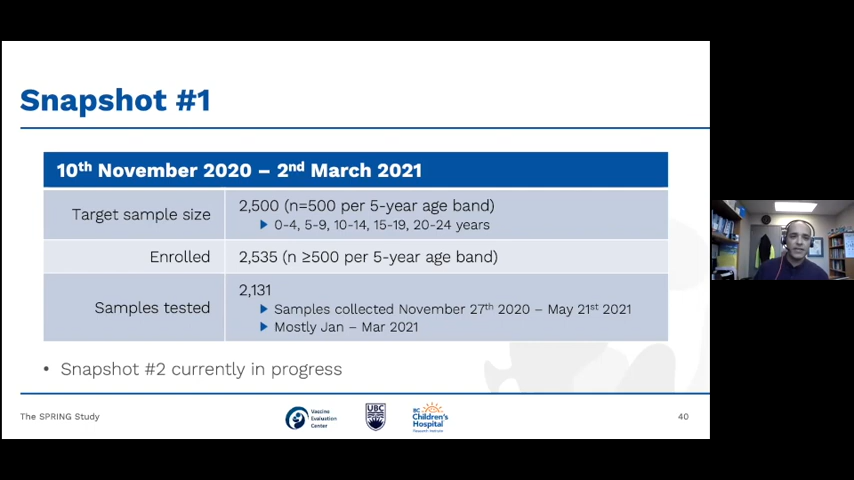 Snapshot #1
10th November 2020 – 2nd March 2021
Target sample size
2,500 (n=500 per 5-year age band)
0-4, 5-9, 10-14, 15-19, 20-24 years
Enrolled
2,535 (n ≥500 per 5-year age band)
Samples tested
2,131
Samples collected November 27th 2020 – May 21st 2021
Mostly Jan – Mar 2021
• Snapshot #2 currently in progress
The SPRING Study
Vaccine
Evaluation
Center
UBC
BC
Children's
Hospital
Research Institute
40